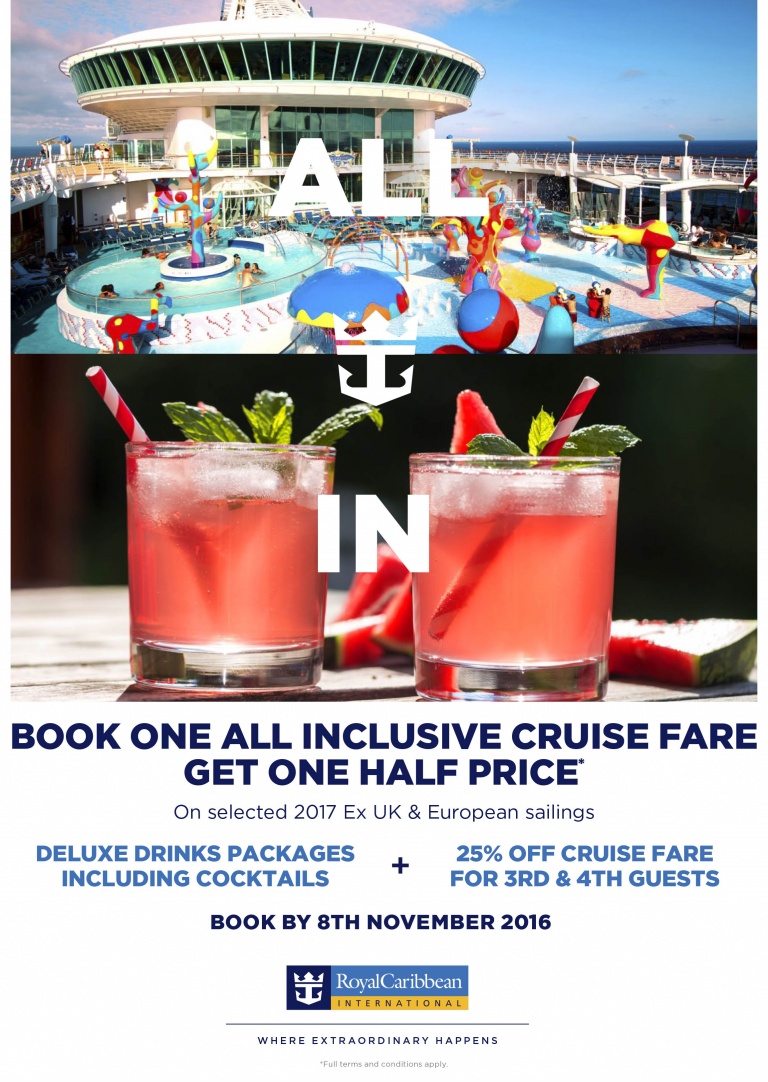 ALL
IN
BOOK ONE ALL INCLUSIVE CRUISE FARE
GET ONE HALF PRICE*
On selected 2017 Ex UK & European sailings
DELUXE DRINKS PACKAGES
INCLUDING COCKTAILS
+
25% OFF CRUISE FARE
FOR 3RD & 4TH GUESTS
BOOK BY 8TH NOVEMBER 2016
RoyalCaribbean
INTERNATIONAL
WHERE EXTRAORDINARY HAPPENS
*Full terms and conditions apply.